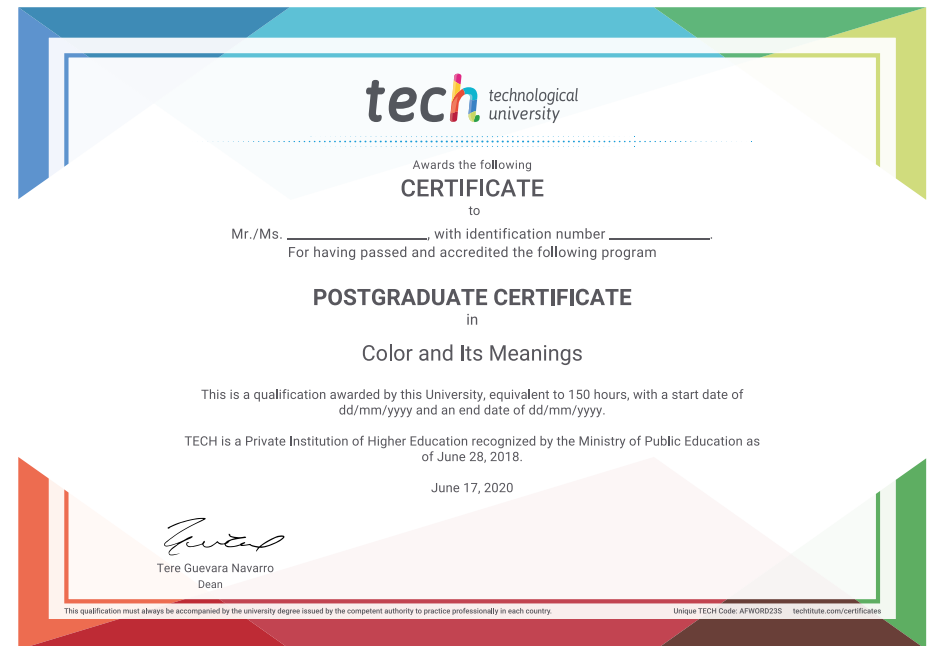 tech technological
university
Awards the following
CERTIFICATE
to
Mr./Ms. ____________________, with identification number ______________.
For having passed and accredited the following program
POSTGRADUATE CERTIFICATE
in
Color and Its Meanings
This is a qualification awarded by this University, equivalent to 150 hours, with a start date of
dd/mm/yyyy and an end date of dd/mm/yyyy.
TECH is a Private Institution of Higher Education recognized by the Ministry of Public Education as
of June 28, 2018.
June 17, 2020
Tere Guevara Navarro
Dean
This qualification must always be accompanied by the university degree issued by the competent authority to practice professionally in each country.
Unique TECH Code: AFWORD23S techtitute.com/certificates